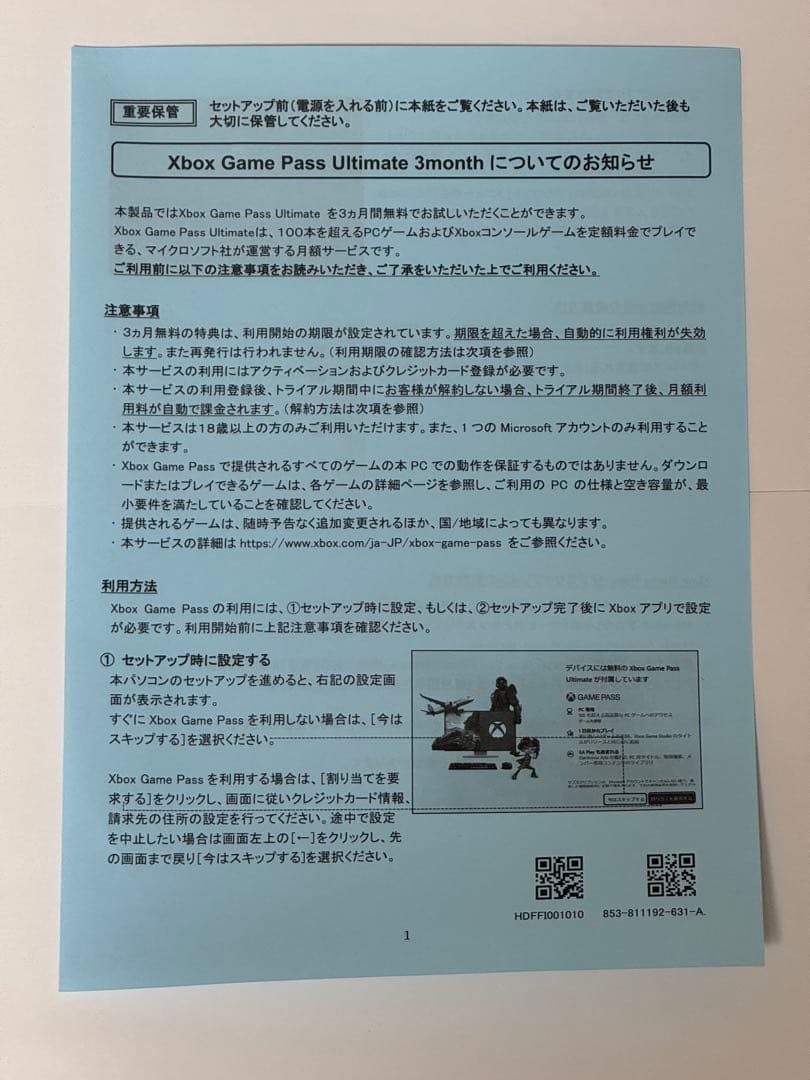 重要保管
セットアップ前(電源を入れる前)に本紙をご覧ください。本紙は、ご覧いただいた後も
大切に保管してください。
Xbox Game Pass Ultimate 3month についてのお知らせ
本製品ではXbox Game Pass Ultimate を3ヵ月間無料でお試しいただくことができます。
Xbox Game Pass Ultimateは、100本を超えるPCゲームおよびXboxコンソールゲームを定額料金でプレイで
きる、マイクロソフト社が運営する月額サービスです。
ご利用前に以下の注意事項をお読みいただき、ご了承をいただいた上でご利用ください。
注意事項
・3ヵ月無料の特典は、利用開始の期限が設定されています。期限を超えた場合、自動的に利用権利が失効
します。また再発行は行われません。(利用期限の確認方法は次項を参照)
・本サービスの利用にはアクティベーションおよびクレジットカード登録が必要です。
・本サービスの利用登録後、トライアル期間中にお客様が解約しない場合、トライアル期間終了後、月額利
用料が自動で課金されます。(解約方法は次項を参照)
・本サービスは18歳以上の方のみご利用いただけます。また、1つの Microsoft アカウントのみ利用すること
ができます。
・Xbox Game Pass で提供されるすべてのゲームの本 PC での動作を保証するものではありません。ダウンロ
ードまたはプレイできるゲームは、各ゲームの詳細ページを参照し、ご利用の PC の仕様と空き容量が、最
小要件を満たしていることを確認してください。
・提供されるゲームは、随時予告なく追加変更されるほか、国/地域によっても異なります。
・本サービスの詳細は https://www.xbox.com/ja-JP/xbox-game-pass をご参照ください。
利用方法
Xbox Game Pass の利用には、①セットアップ時に設定、もしくは、②セットアップ完了後に Xbox アプリで設定
が必要です。利用開始前に上記注意事項を確認ください。
① セットアップ時に設定する
本パソコンのセットアップを進めると、右記の設定画
面が表示されます。
すぐに Xbox Game Pass を利用しない場合は、[今は
スキップする]を選択ください。
Xbox Game Pass を利用する場合は、[割り当てを要
求する]をクリックし、画面に従いクレジットカード情報、
請求先の住所の設定を行ってください。途中で設定
を中止したい場合は画面左上の[←]をクリックし、先
の画面まで戻り[今はスキップする]を選択ください。
デバイスには無料の Xbox Game Pass
Ultimate が付属しています
GAME PASS
今はスキップする
HDFFI001010
853-811192-631-A.
1